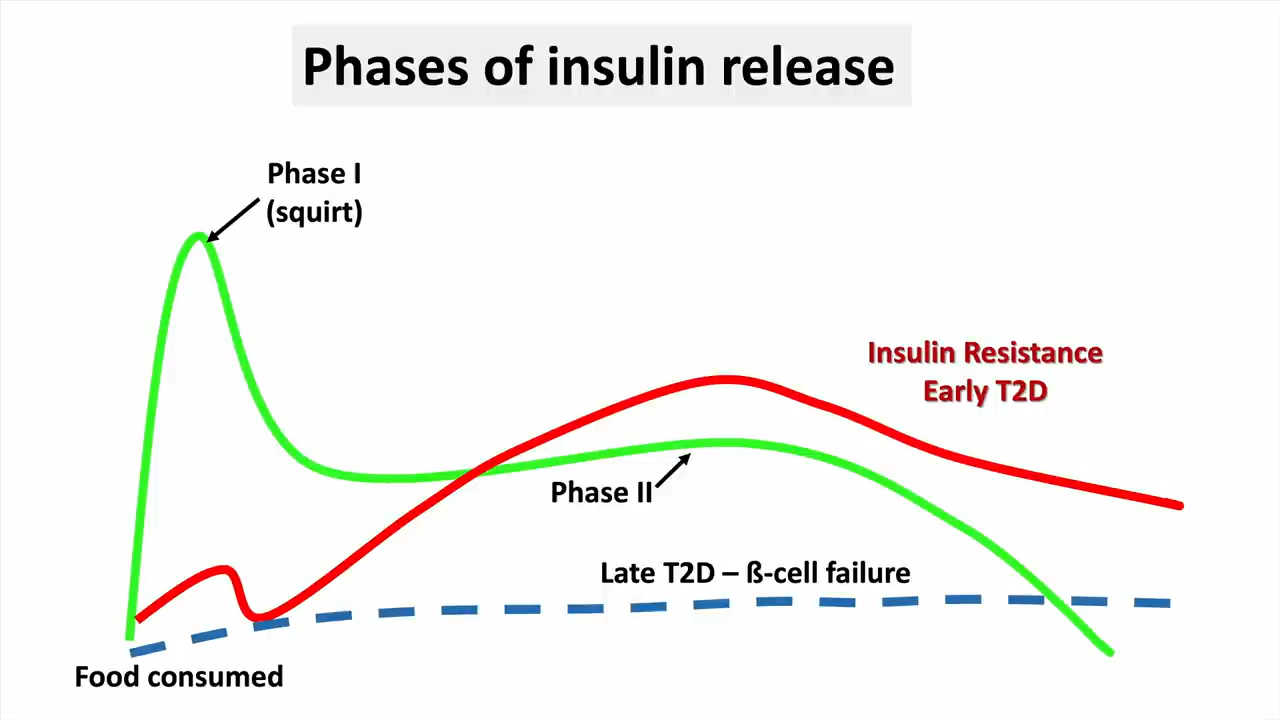 Phases of insulin release
Phase I
(squirt)
Insulin Resistance
Early T2D
Phase II
Late T2D – ß-cell failure
Food consumed